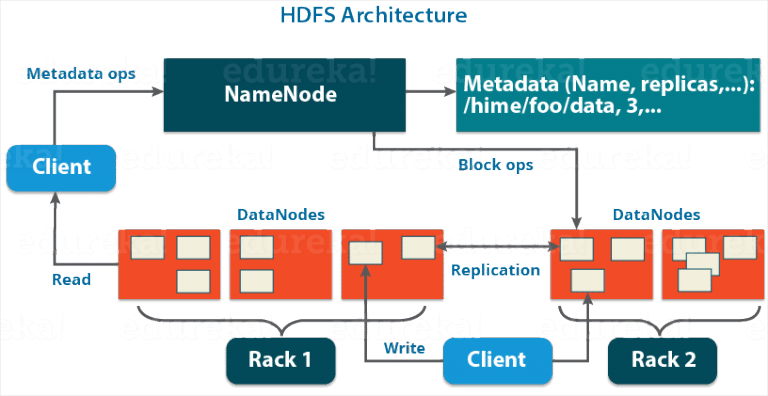 HDFS Architecture
Metadata ops
NameNode
Metadata (Name, replicas,...):
/hime/foo/data, 3,...
Client
Block ops
DataNodes
DataNodes
Read
Replication
Rack 1
Write
Client
Rack 2
edureka!